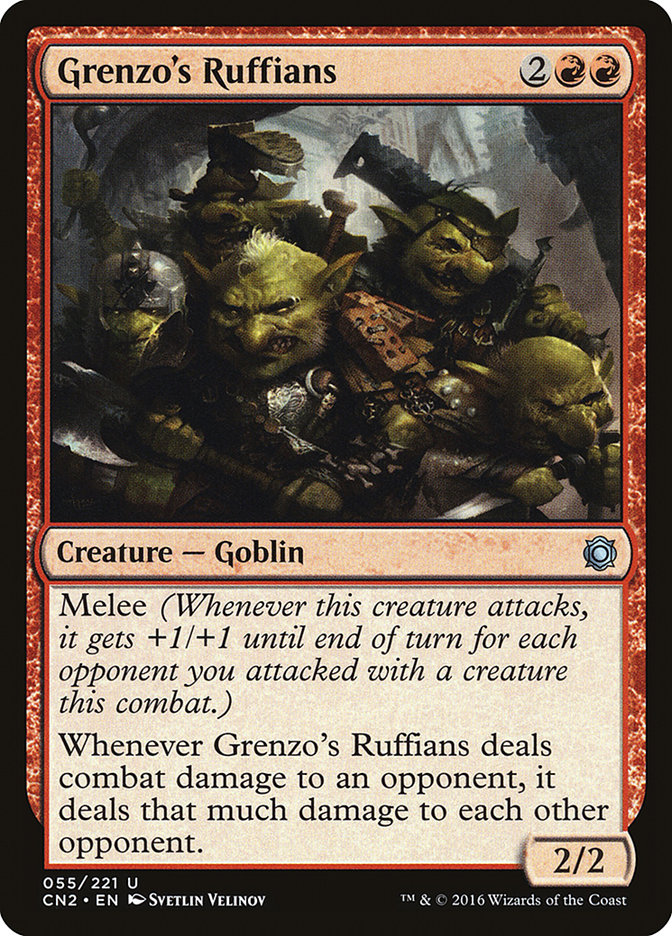 Grenzo's Ruffians 2
Creature — Goblin
Melee (Whenever this creature attacks,
it gets +1/+1 until end of turn for each
opponent you attacked with a creature
this combat.)
Whenever Grenzo's Ruffians deals
combat damage to an opponent, it
deals that much damage to each other
opponent.
2/2
055/221 U
CN2 • EN Svetlin Velinov
™ & © 2016 Wizards of the Coast